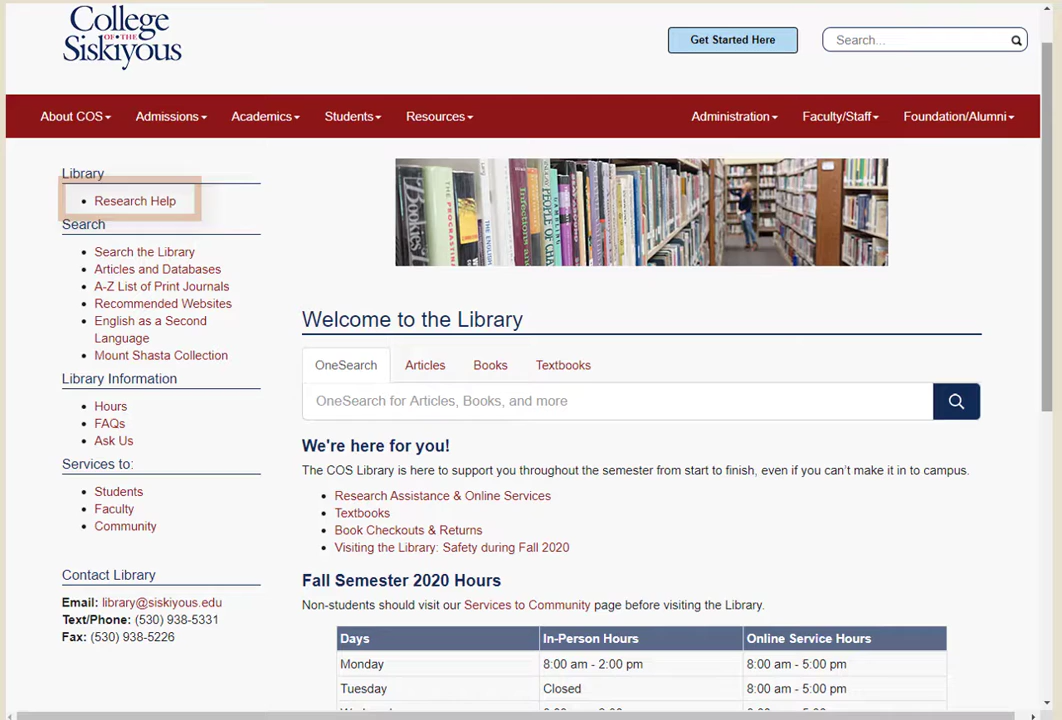 College
OF THE
Siskiyous
Get Started Here
Search...
About COS
Admissions
Academics
Students
Resources
Administration
Faculty/Staff
Foundation/Alumni
Library
Research Help
Search
Search the Library
Articles and Databases
A-Z List of Print Journals
Recommended Websites
English as a Second
Language
Mount Shasta Collection
Library Information
Hours
FAQs
Ask Us
Services to:
Students
Faculty
Community
Contact Library
Email: library@siskiyous.edu
Text/Phone: (530) 938-5331
Fax: (530) 938-5226
Welcome to the Library
OneSearch
Articles
Books
Textbooks
OneSearch for Articles, Books, and more
We're here for you!
The COS Library is here to support you throughout the semester from start to finish, even if you can't make it in to campus.
Research Assistance & Online Services
Textbooks
Book Checkouts & Returns
Visiting the Library: Safety during Fall 2020
Fall Semester 2020 Hours
Non-students should visit our Services to Community page before visiting the Library.
Days In-Person Hours Online Service Hours
Monday 8:00 am - 2:00 pm 8:00 am - 5:00 pm
Tuesday Closed 8:00 am - 5:00 pm